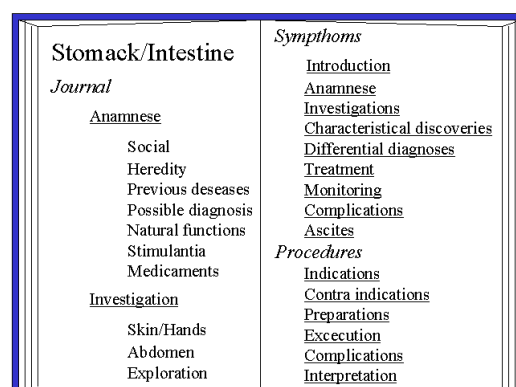 Stomack/Intestine
Journal
Anamnese
Social
Heredity
Previous deseases
Possible diagnosis
Natural functions
Stimulantia
Medicaments
Investigation
Skin/Hands
Abdomen
Exploration
Sympthoms
Introduction
Anamnese
Investigations
Characteristical discoveries
Differential diagnoses
Treatment
Monitoring
Complications
Ascites
Procedures
Indications
Contra indications
Preparations
Excecution
Complications
Interpretation